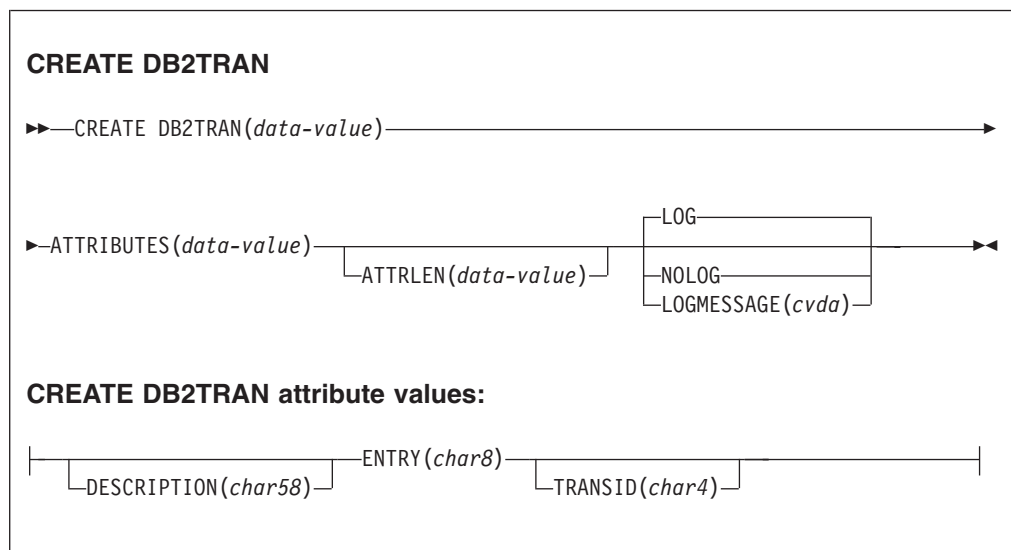 CREATE DB2TRAN
CREATE DB2TRAN(data-value)
LOG
ATTRIBUTES(data-value)
ATTRLEN(data-value)
NOLOG
LOGMESSAGE(cvda)
CREATE DB2TRAN attribute values:
ENTRY(char8)
DESCRIPTION(char58)
TRANSID(char4)